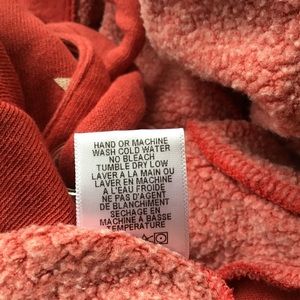 HAND OR MACHINE
WASH COLD WATER
NO BLEACH
TUMBLE DRY LOW
LAVER A LA MAIN OU
LAVER EN MACHINE
A L'EAU FROIDE
NE PAS D'AGENT
DE BLANCHIMENT
SECHAGE EN
MACHINE A BASSE
TEMPERATURE